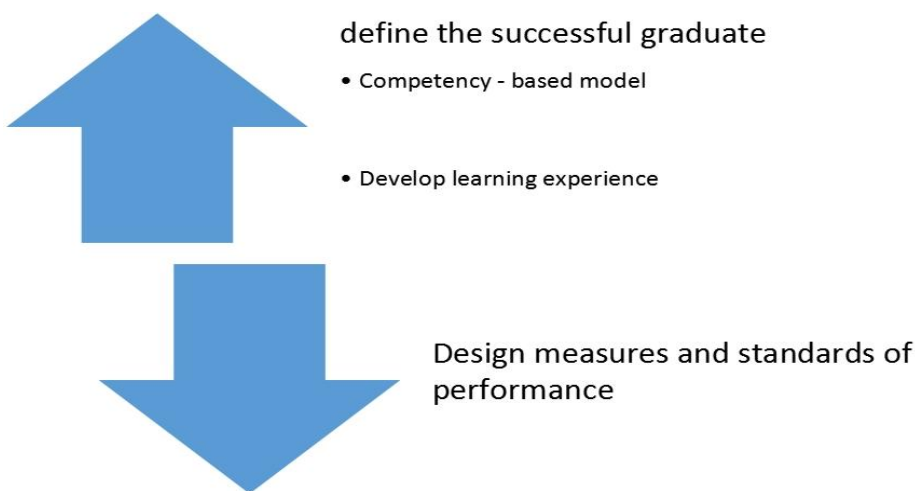 define the successful graduate
• Competency - based model
• Develop learning experience
Design measures and standards of
performance